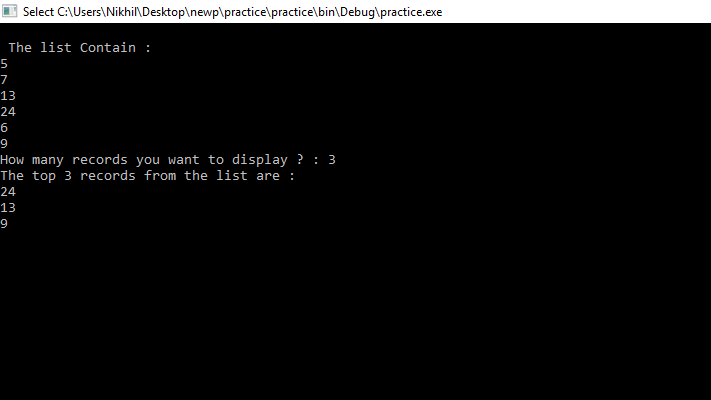 Select C:\Users\Nikhil\Desktop\newp\practice\practice\bin\Debug\practice.exe
The list Contain :
5
7
13
24
6
9
How many records you want to display ? : 3
The top 3 records from the list are :
24
13
9